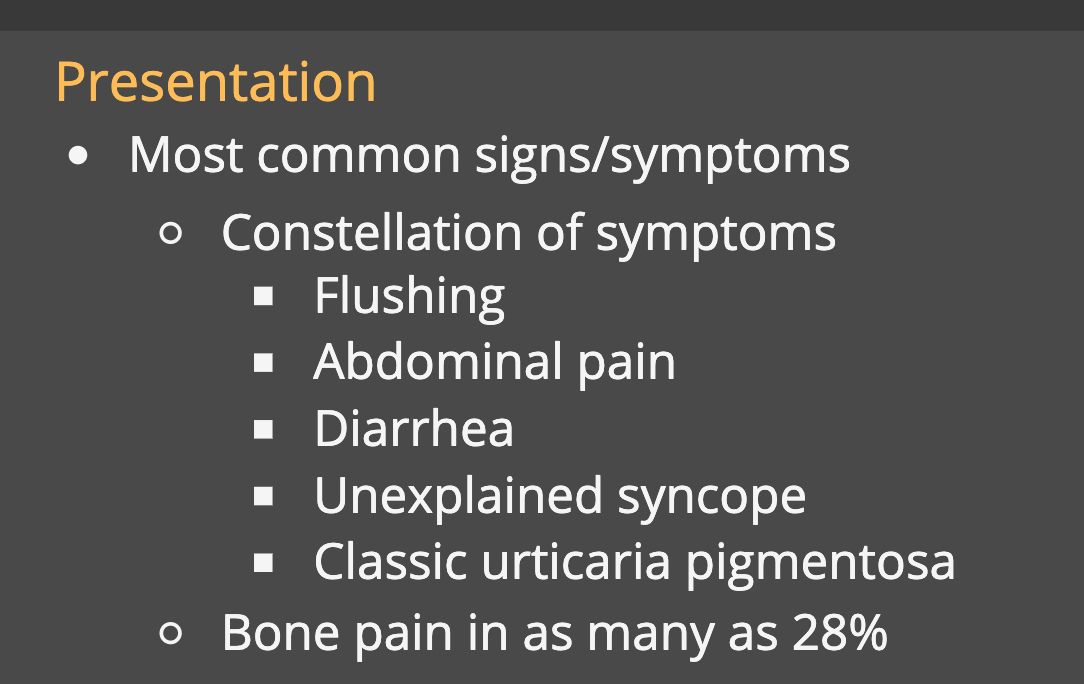 Presentation
Most common signs/symptoms
Constellation of symptoms
Flushing
Abdominal pain
Diarrhea
Unexplained syncope
Classic urticaria pigmentosa
Bone pain in as many as 28%